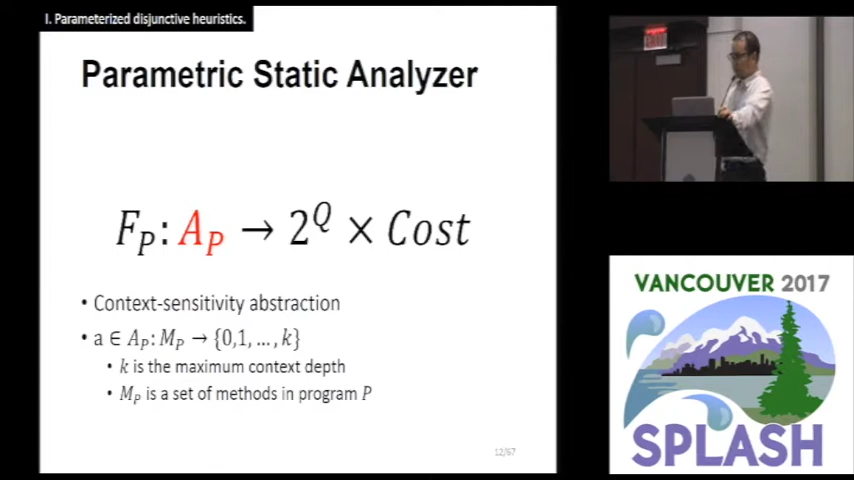 I. Parameterized disjunctive heuristics.
Parametric Static Analyzer
F_P: A_P → 2^Q × Cost
• Context-sensitivity abstraction
• a ∈ A_P: M_P → {0,1, …, k}
• k is the maximum context depth
• M_P is a set of methods in program P
12/67
EXIT
VANCOUVER 2017
SPLASH